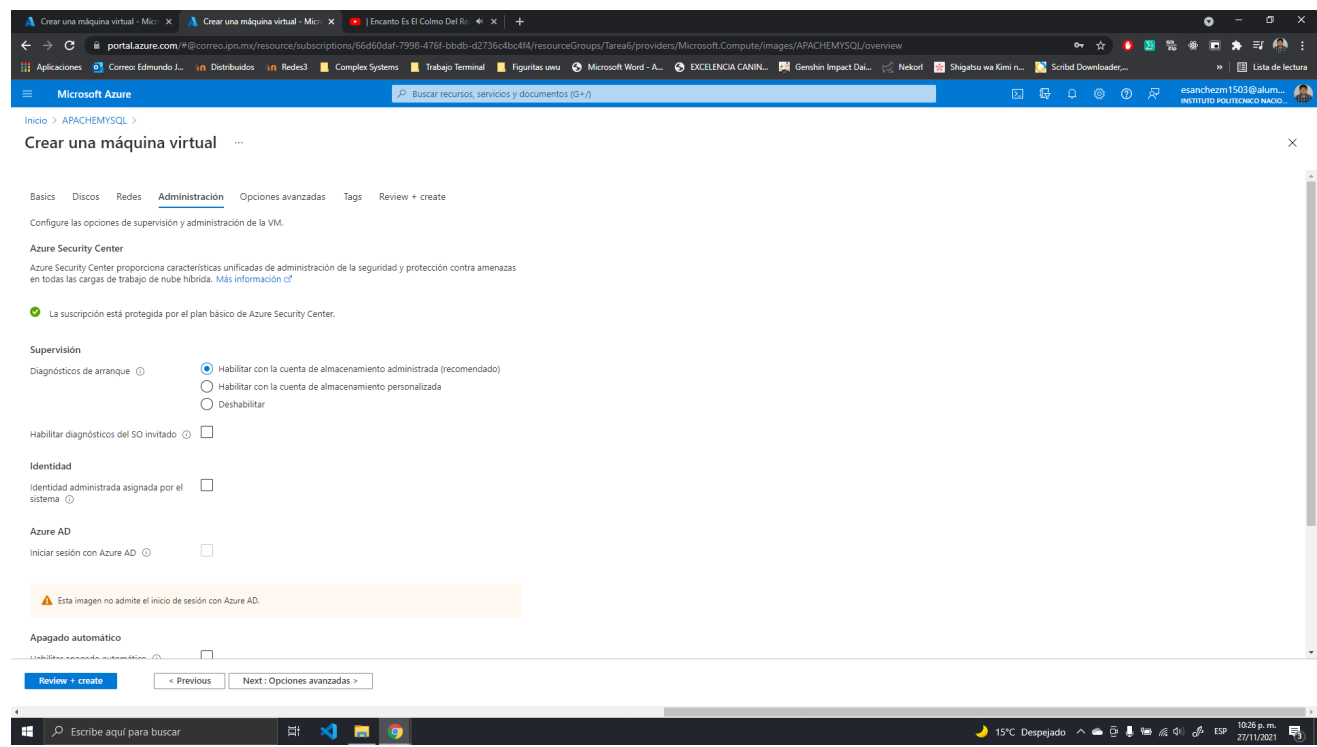 Crear una máquina virtual - Micr
Crear una máquina virtual - Micr
| Encanto Es El Colmo Del Re
portal.azure.com/#@correo.ipn.mx/resource/subscriptions/66d60daf-7998-476f-bbdb-d2736c4bc4f4/resourceGroups/Tarea6/providers/Microsoft.Compute/images/APACHEMYSQL/overview
Aplicaciones Correo: Edmundo J... Distribuidos Redes3 Complex Systems Trabajo Terminal Figuritas uwu Microsoft Word - A... EXCELENCIA CANIN... Genshin Impact Dai... Nekorl Shigatsu wa Kimi n... Scribd Downloader,... » Lista de lectura
Microsoft Azure
Buscar recursos, servicios y documentos (G+/)
esanchezm1503@alum...
INSTITUTO POLITECNICO NACIO...
Inicio > APACHEMYSQL >
Crear una máquina virtual ...
Basics Discos Redes Administración Opciones avanzadas Tags Review + create
Configure las opciones de supervisión y administración de la VM.
Azure Security Center
Azure Security Center proporciona características unificadas de administración de la seguridad y protección contra amenazas
en todas las cargas de trabajo de nube híbrida. Más información
La suscripción está protegida por el plan básico de Azure Security Center.
Supervisión
Diagnósticos de arranque
Habilitar con la cuenta de almacenamiento administrada (recomendado)
Habilitar con la cuenta de almacenamiento personalizada
Deshabilitar
Habilitar diagnósticos del SO invitado
Identidad
Identidad administrada asignada por el
sistema
Azure AD
Iniciar sesión con Azure AD
Esta imagen no admite el inicio de sesión con Azure AD.
Apagado automático
Habilitar apagado automático
Review + create < Previous Next : Opciones avanzadas >
Escribe aquí para buscar
15°C Despejado
ESP
10:26 p. m.
27/11/2021
3